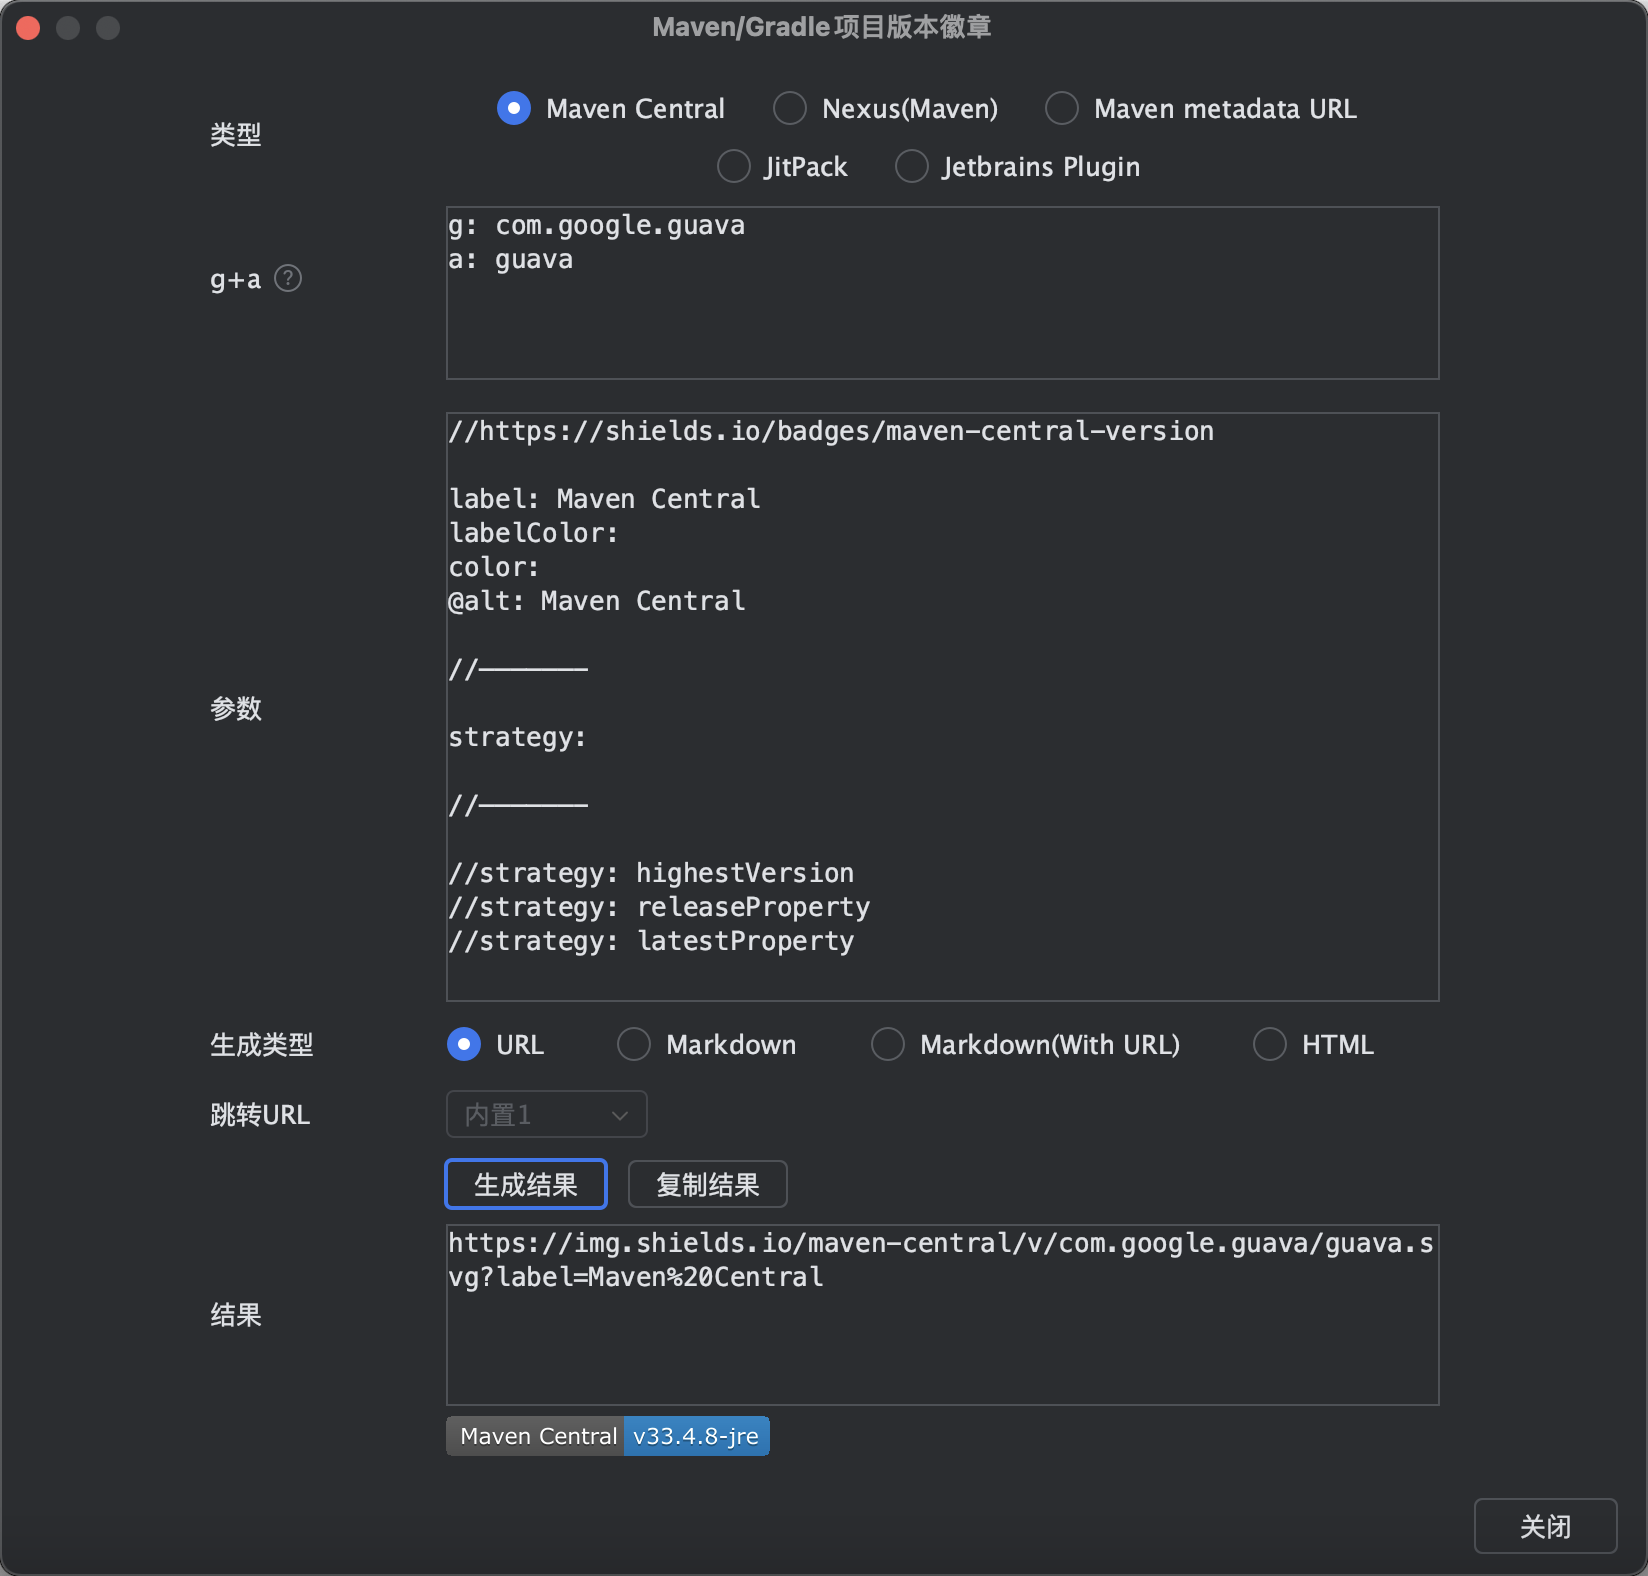 Maven/Gradle项目版本徽章
类型
Maven Central Nexus(Maven) Maven metadata URL
JitPack Jetbrains Plugin
g+a ?
g: com.google.guava
a: guava
参数
//https://shields.io/badges/maven-central-version
label: Maven Central
labelColor:
color:
@alt: Maven Central
//———————
strategy:
//———————
//strategy: highestVersion
//strategy: releaseProperty
//strategy: latestProperty
生成类型 URL Markdown Markdown(With URL) HTML
跳转URL 内置1
生成结果 复制结果
结果
https://img.shields.io/maven-central/v/com.google.guava/guava.s
vg?label=Maven%20Central
Maven Central v33.4.8-jre
关闭